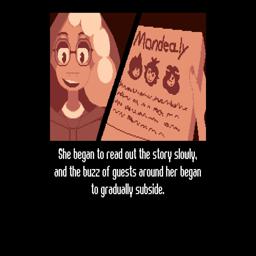 Mandealy
She began to read out the story slowly,
and the buzz of guests around her began
to gradually subside.